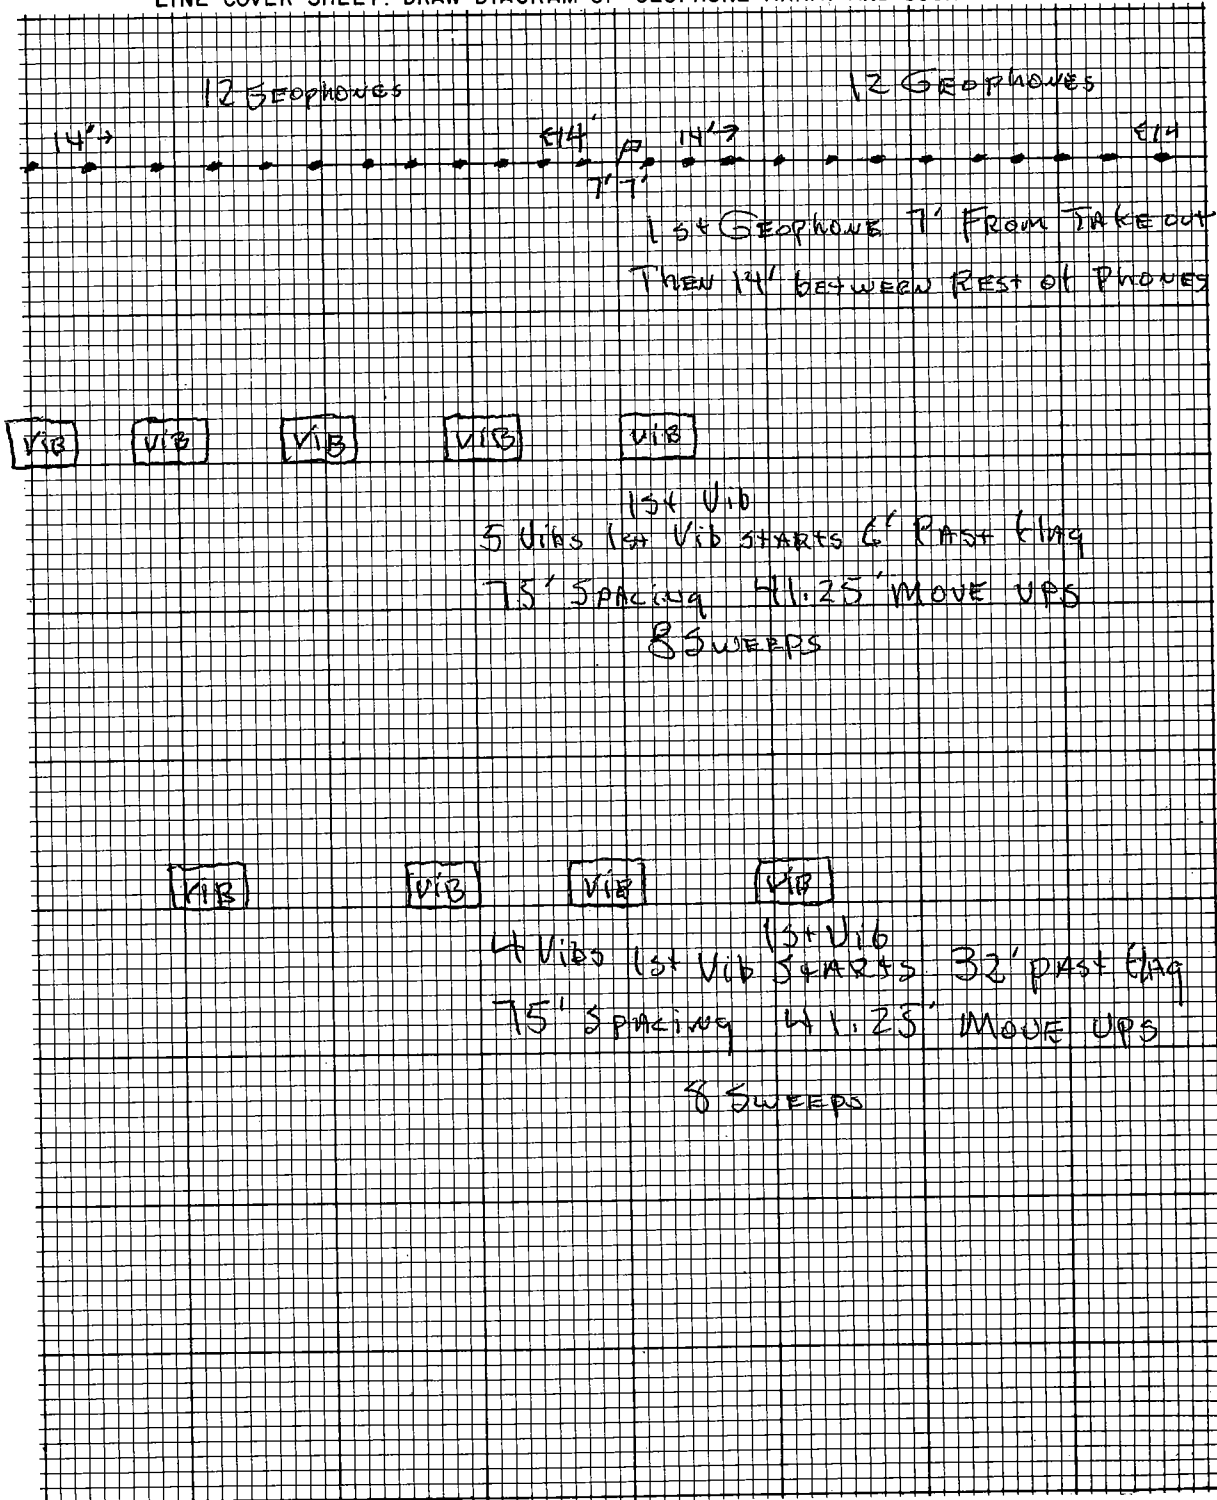 LINE COVER SHEET: DRAW DIAGRAM OF GEOPHONE ARRAY AND
12 GEOPHONES
12 GEOPHONES
14'→
←14'
14'→
←14
7' 7'
1st GEOPHONE 7' FROM TAKE OUT
THEN 14' between REST of PHONES
ViB
ViB
ViB
ViB
ViB
1st Vib
5 Vibs 1st Vib STARTS 6' PAST flag
75' SPACING 41.25' MOVE UPS
8 SWEEPS
ViB
ViB
ViB
ViB
1st Vib
4 Vibs 1st Vib STARTS 32' PAST flag
75' SPACING 41.25' MOVE UPS
8 SWEEPS